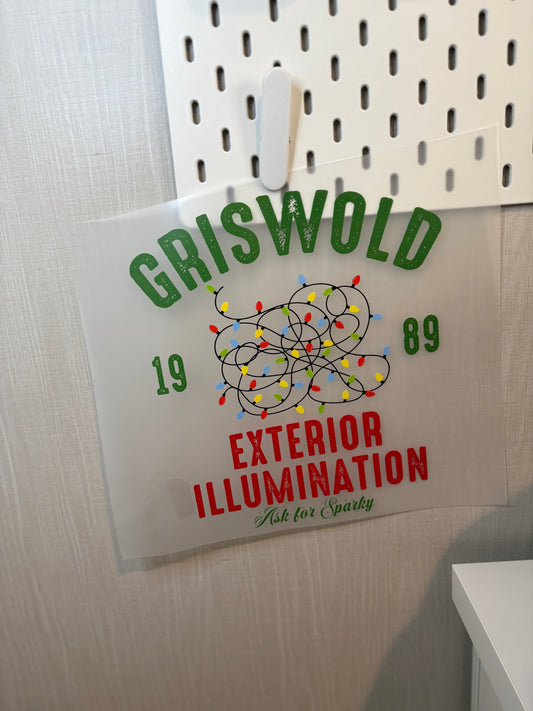 GRISWOLD
19 89
EXTERIOR
ILLUMINATION
Ask for Sparky